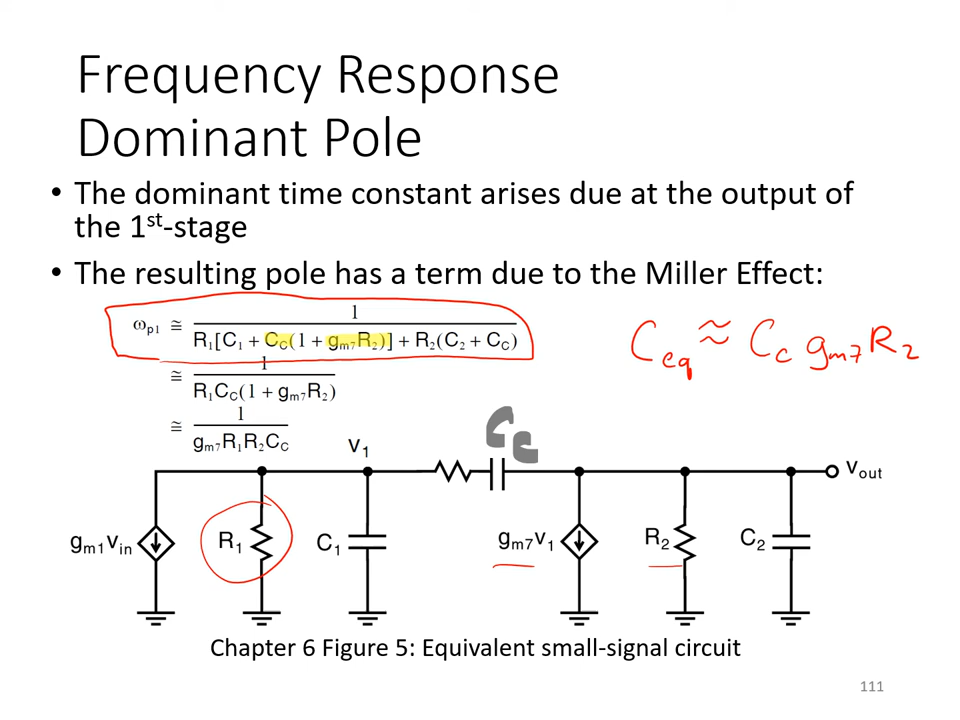 Frequency Response
Dominant Pole
• The dominant time constant arises due at the output of
the 1st-stage
• The resulting pole has a term due to the Miller Effect:
ωp1 ≅ 1 / (R1[C1 + CC(1 + gm7R2)] + R2(C2 + CC))
≅ 1 / (R1CC(1 + gm7R2))
≅ 1 / (gm7R1R2CC)
Ceq ≈ Cc gm7 R2
Cc
v1
vout
gm1vin
R1
C1
gm7v1
R2
C2
Chapter 6 Figure 5: Equivalent small-signal circuit
111